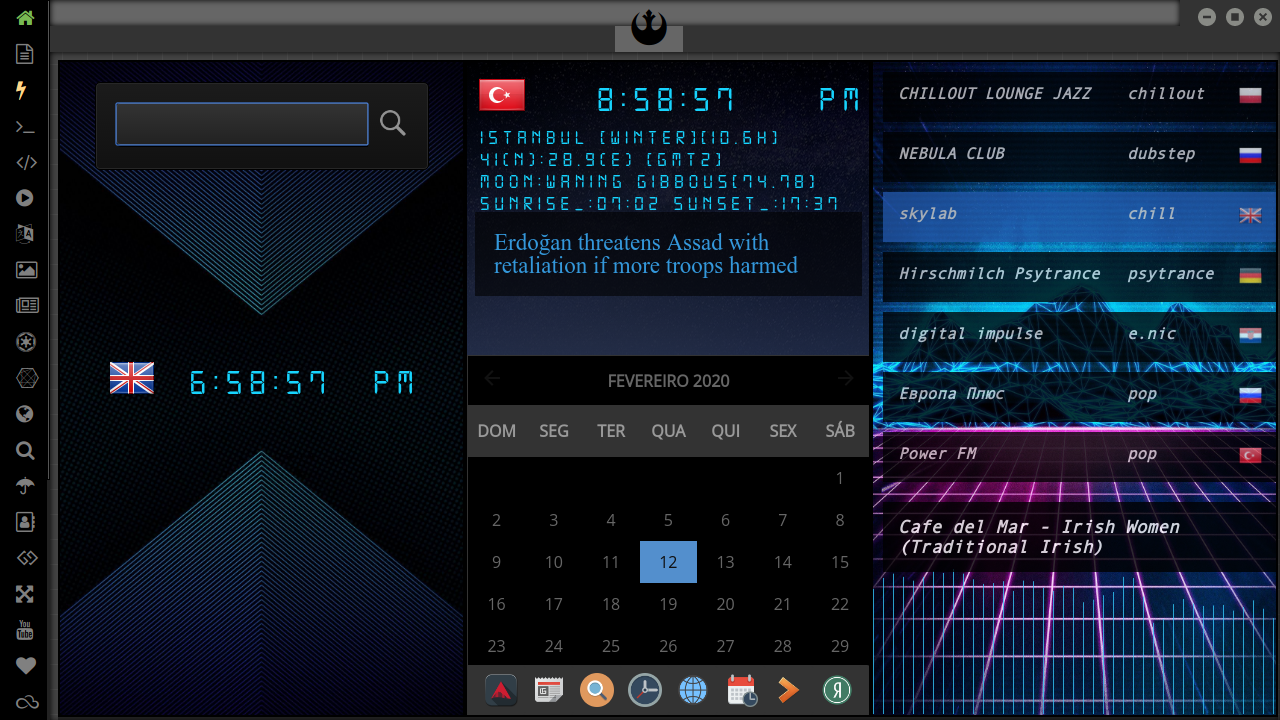 6:58:57 PM
8:58:57 PM
ISTANBUL [WINTER][10.6H]
41(N):28.9(E) [GMT2]
MOON:WANING GIBBOUS[74.78]
SUNRISE_:07:02 SUNSET_:17:37
Erdoğan threatens Assad with
retaliation if more troops harmed
FEVEREIRO 2020
DOM SEG TER QUA QUI SEX SÁB
1
2 3 4 5 6 7 8
9 10 11 12 13 14 15
16 17 18 19 20 21 22
23 24 25 26 27 28 29
CHILLOUT LOUNGE JAZZ chillout
NEBULA CLUB dubstep
skylab chill
Hirschmilch Psytrance psytrance
digital impulse e.nic
Европа Плюс pop
Power FM pop
Cafe del Mar - Irish Women
(Traditional Irish)
You
Tube
Я